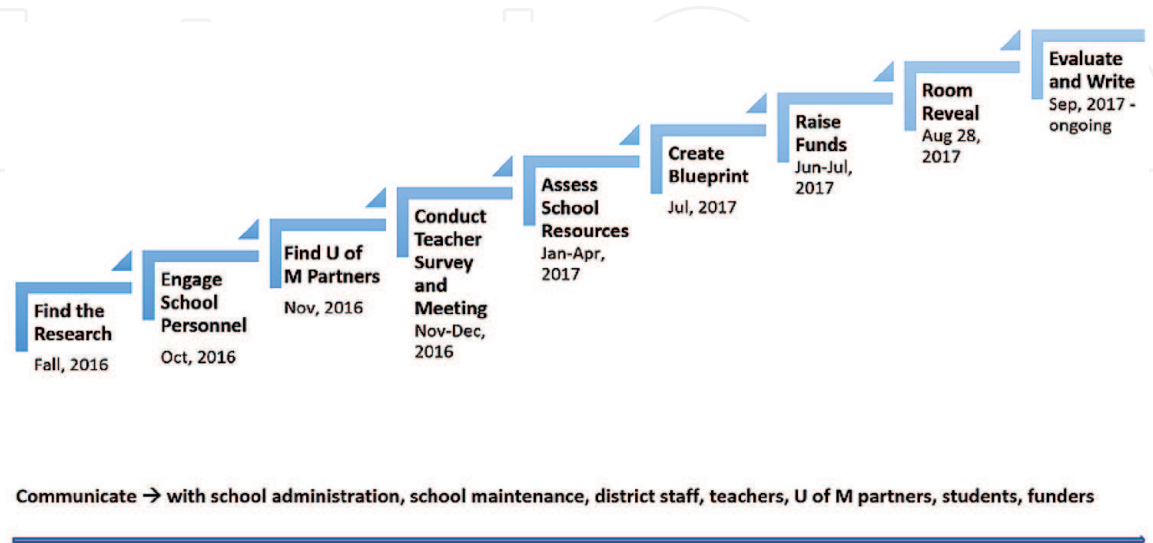 Find the
Research
Fall, 2016
Engage
School
Personnel
Oct, 2016
Find U of
M Partners
Nov, 2016
Conduct
Teacher
Survey
and
Meeting
Nov-Dec,
2016
Assess
School
Resources
Jan-Apr,
2017
Create
Blueprint
Jul, 2017
Raise
Funds
Jun-Jul,
2017
Room
Reveal
Aug 28,
2017
Evaluate
and Write
Sep, 2017 -
ongoing
Communicate → with school administration, school maintenance, district staff, teachers, U of M partners, students, funders